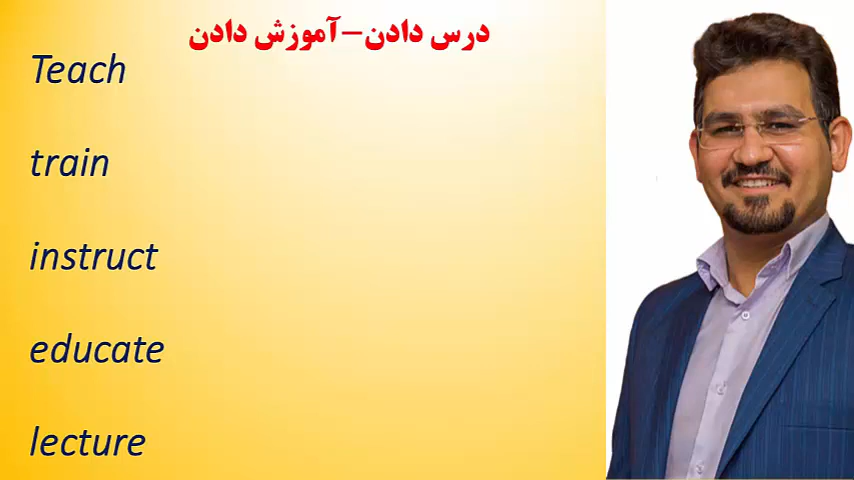 درس دادن-آموزش دادن
Teach
train
instruct
educate
lecture